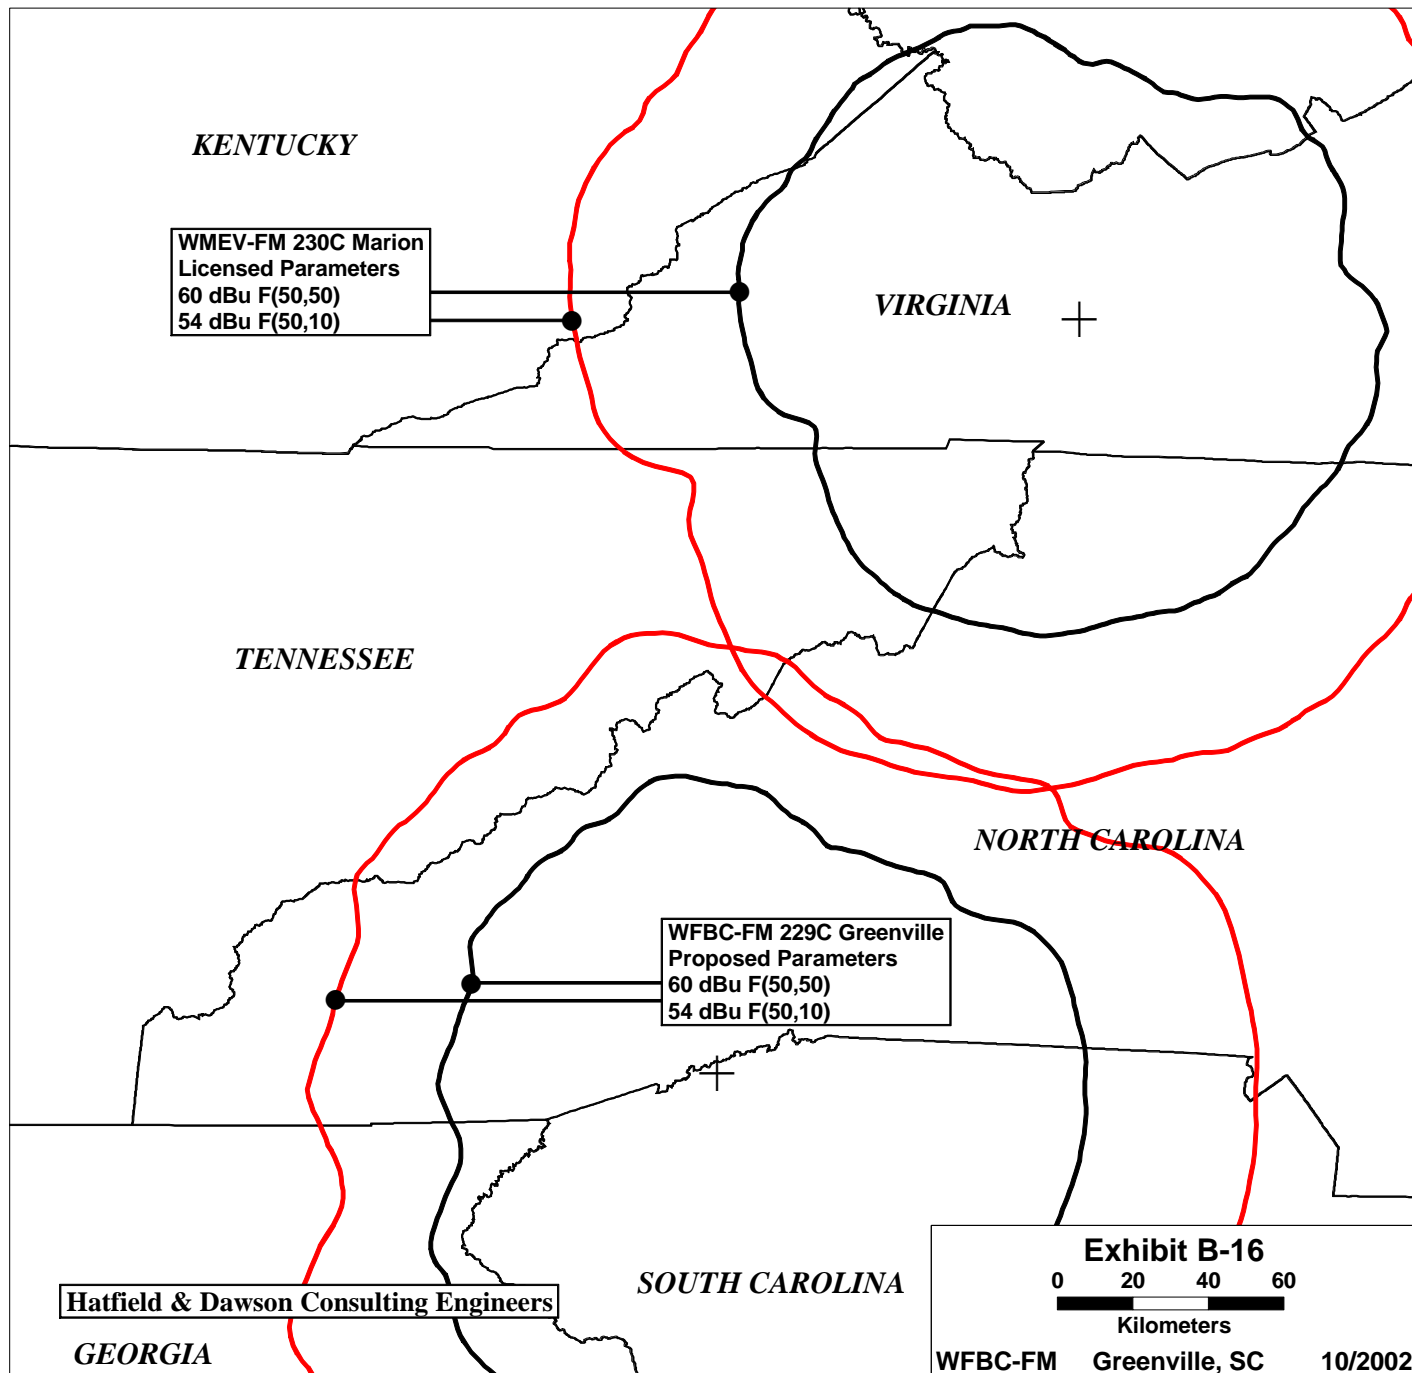 KENTUCKY
WMEV-FM 230C Marion
Licensed Parameters
60 dBu F(50,50)
54 dBu F(50,10)
VIRGINIA
TENNESSEE
NORTH CAROLINA
WFBC-FM 229C Greenville
Proposed Parameters
60 dBu F(50,50)
54 dBu F(50,10)
SOUTH CAROLINA
Hatfield & Dawson Consulting Engineers
GEORGIA
Exhibit B-16
0 20 40 60
Kilometers
WFBC-FM Greenville, SC 10/2002